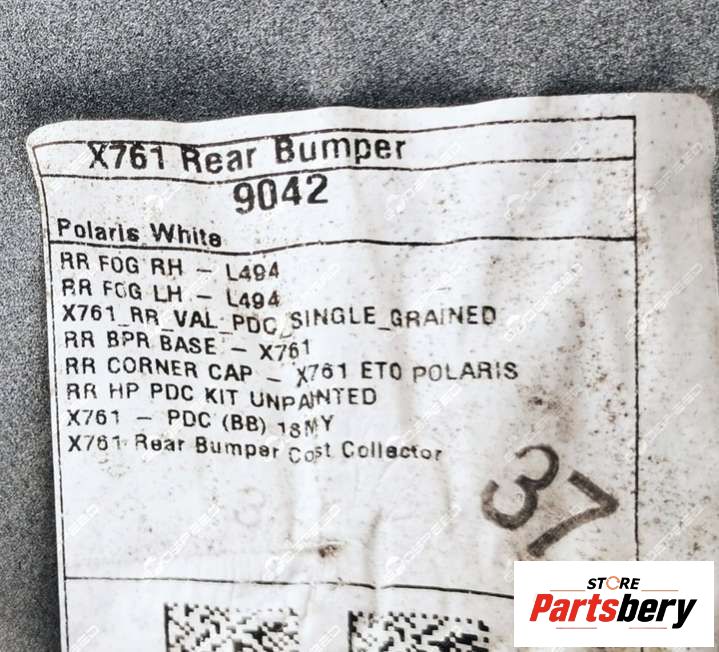 X761 Rear Bumper
9042
Polaris White
RR FOG RH - L494
RR FOG LH - L494
X761_RR_VAL_PDC_SINGLE_GRAINED
RR BPR BASE - X761
RR CORNER CAP - X761 ETO POLARIS
RR HP PDC KIT UNPAINTED
X761 - PDC (BB) 18MY
X761 Rear Bumper Cost Collector
37
STORE
Partsbery